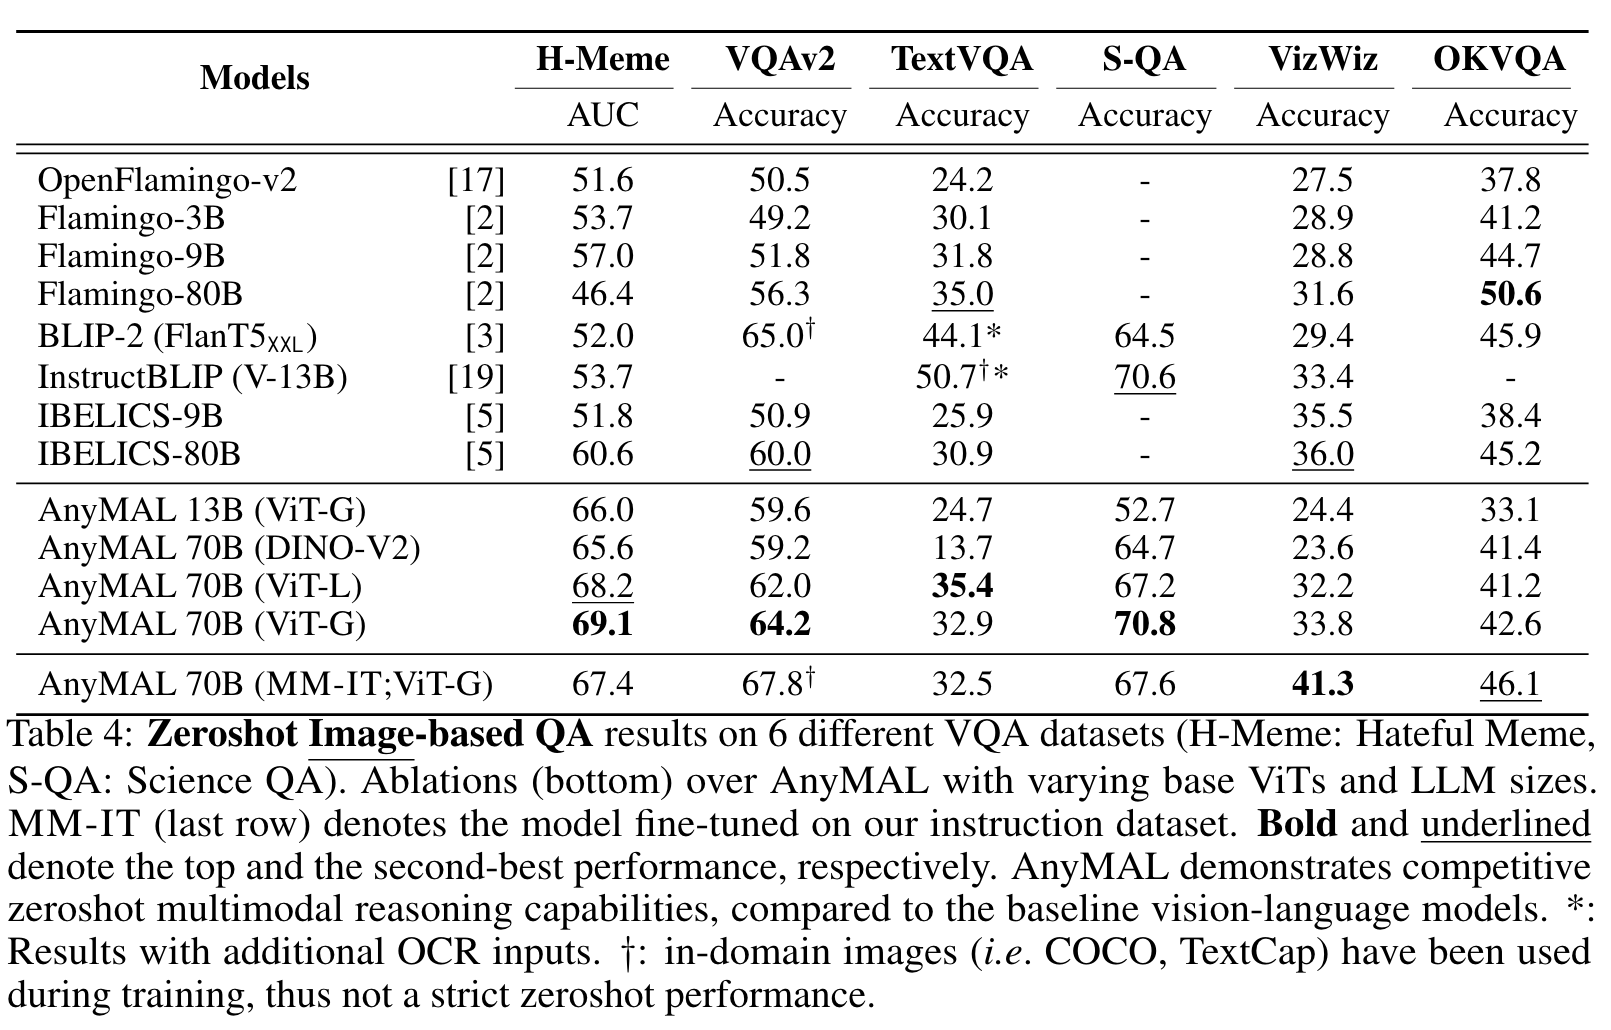 Models H-Meme VQAv2 TextVQA S-QA VizWiz OKVQA
AUC Accuracy Accuracy Accuracy Accuracy Accuracy
OpenFlamingo-v2 [17] 51.6 50.5 24.2 - 27.5 37.8
Flamingo-3B [2] 53.7 49.2 30.1 - 28.9 41.2
Flamingo-9B [2] 57.0 51.8 31.8 - 28.8 44.7
Flamingo-80B [2] 46.4 56.3 35.0 - 31.6 50.6
BLIP-2 (FlanT5XXL) [3] 52.0 65.0† 44.1* 64.5 29.4 45.9
InstructBLIP (V-13B) [19] 53.7 - 50.7†* 70.6 33.4 -
IBELICS-9B [5] 51.8 50.9 25.9 - 35.5 38.4
IBELICS-80B [5] 60.6 60.0 30.9 - 36.0 45.2
AnyMAL 13B (ViT-G) 66.0 59.6 24.7 52.7 24.4 33.1
AnyMAL 70B (DINO-V2) 65.6 59.2 13.7 64.7 23.6 41.4
AnyMAL 70B (ViT-L) 68.2 62.0 35.4 67.2 32.2 41.2
AnyMAL 70B (ViT-G) 69.1 64.2 32.9 70.8 33.8 42.6
AnyMAL 70B (MM-IT;ViT-G) 67.4 67.8† 32.5 67.6 41.3 46.1
Table 4: Zeroshot Image-based QA results on 6 different VQA datasets (H-Meme: Hateful Meme,
S-QA: Science QA). Ablations (bottom) over AnyMAL with varying base ViTs and LLM sizes.
MM-IT (last row) denotes the model fine-tuned on our instruction dataset. Bold and underlined
denote the top and the second-best performance, respectively. AnyMAL demonstrates competitive
zeroshot multimodal reasoning capabilities, compared to the baseline vision-language models. *:
Results with additional OCR inputs. †: in-domain images (i.e. COCO, TextCap) have been used
during training, thus not a strict zeroshot performance.